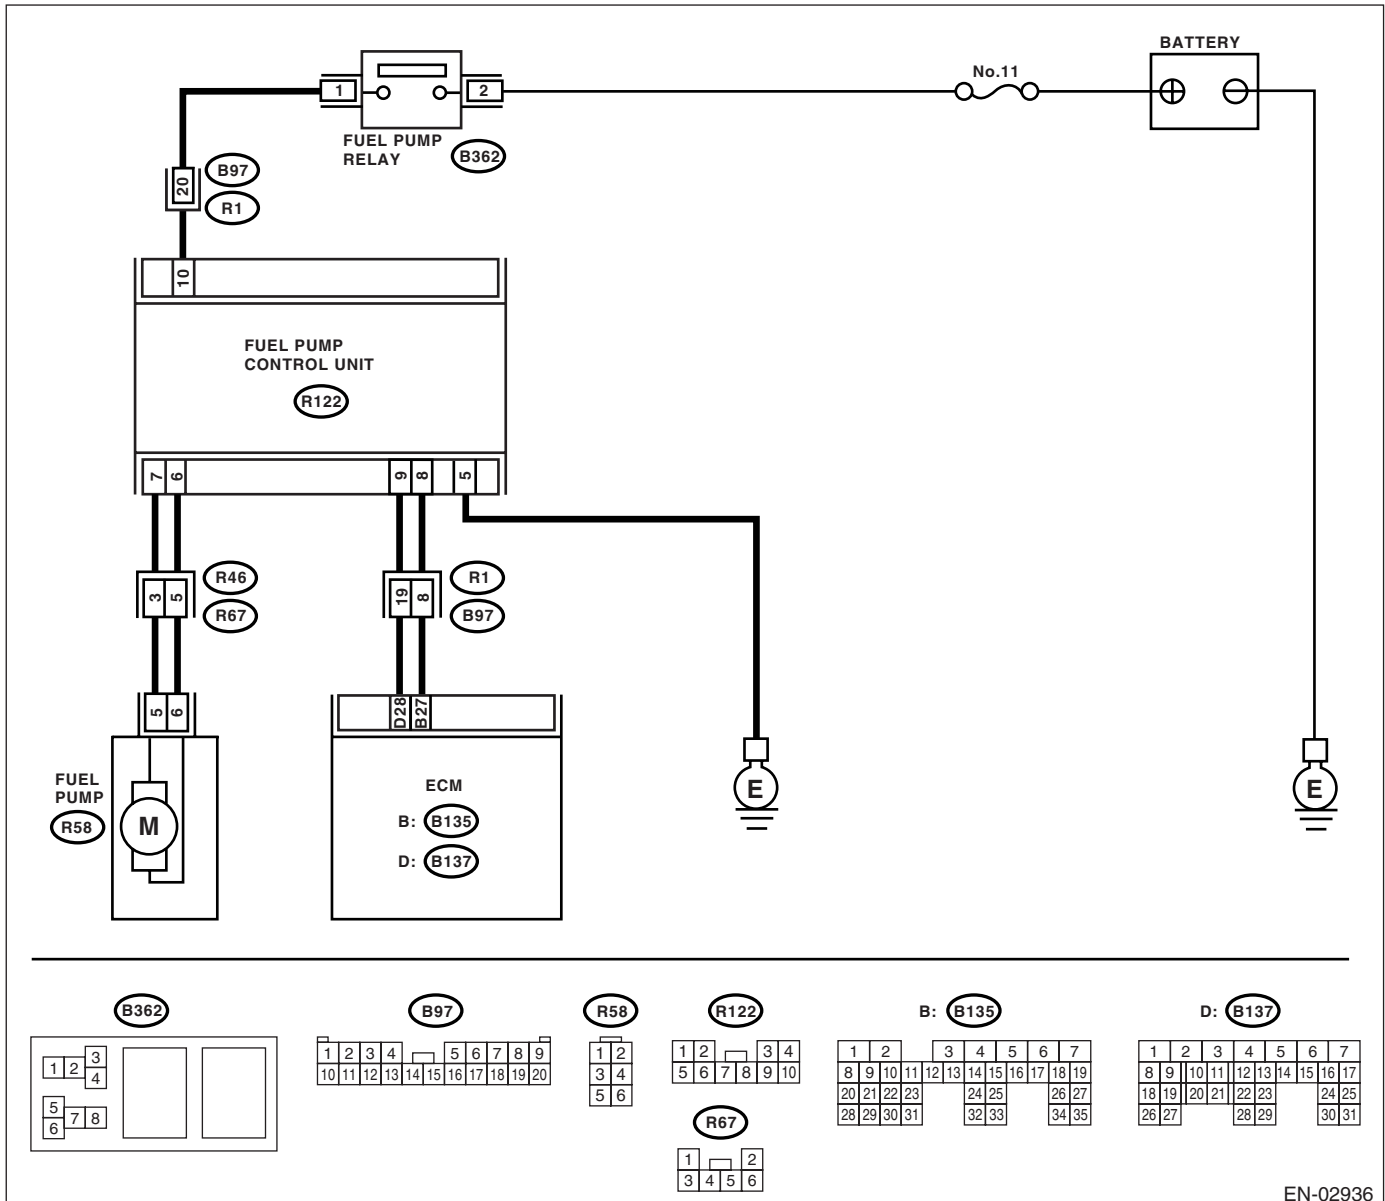 BATTERY
No.11
1
2
FUEL PUMP
RELAY
B362
20
B97
R1
10
FUEL PUMP
CONTROL UNIT
R122
7 6 9 8 5
R46
R67
3 5
19 8
R1
B97
5 6
D28 B27
FUEL
PUMP
R58
M
ECM
B: B135
D: B137
E
E
B362
B97
R58
R122
B: B135
D: B137
1 2 3 4
5 6 7 8
1 2 3 4 5 6 7 8 9
10 11 12 13 14 15 16 17 18 19 20
1 2
3 4
5 6
1 2 3 4
5 6 7 8 9 10
R67
1 2
3 4 5 6
1 2 3 4 5 6 7
8 9 10 11 12 13 14 15 16 17 18 19
20 21 22 23 24 25 26 27
28 29 30 31 32 33 34 35
1 2 3 4 5 6 7
8 9 10 11 12 13 14 15 16 17
18 19 20 21 22 23 24 25
26 27 28 29 30 31
EN-02936